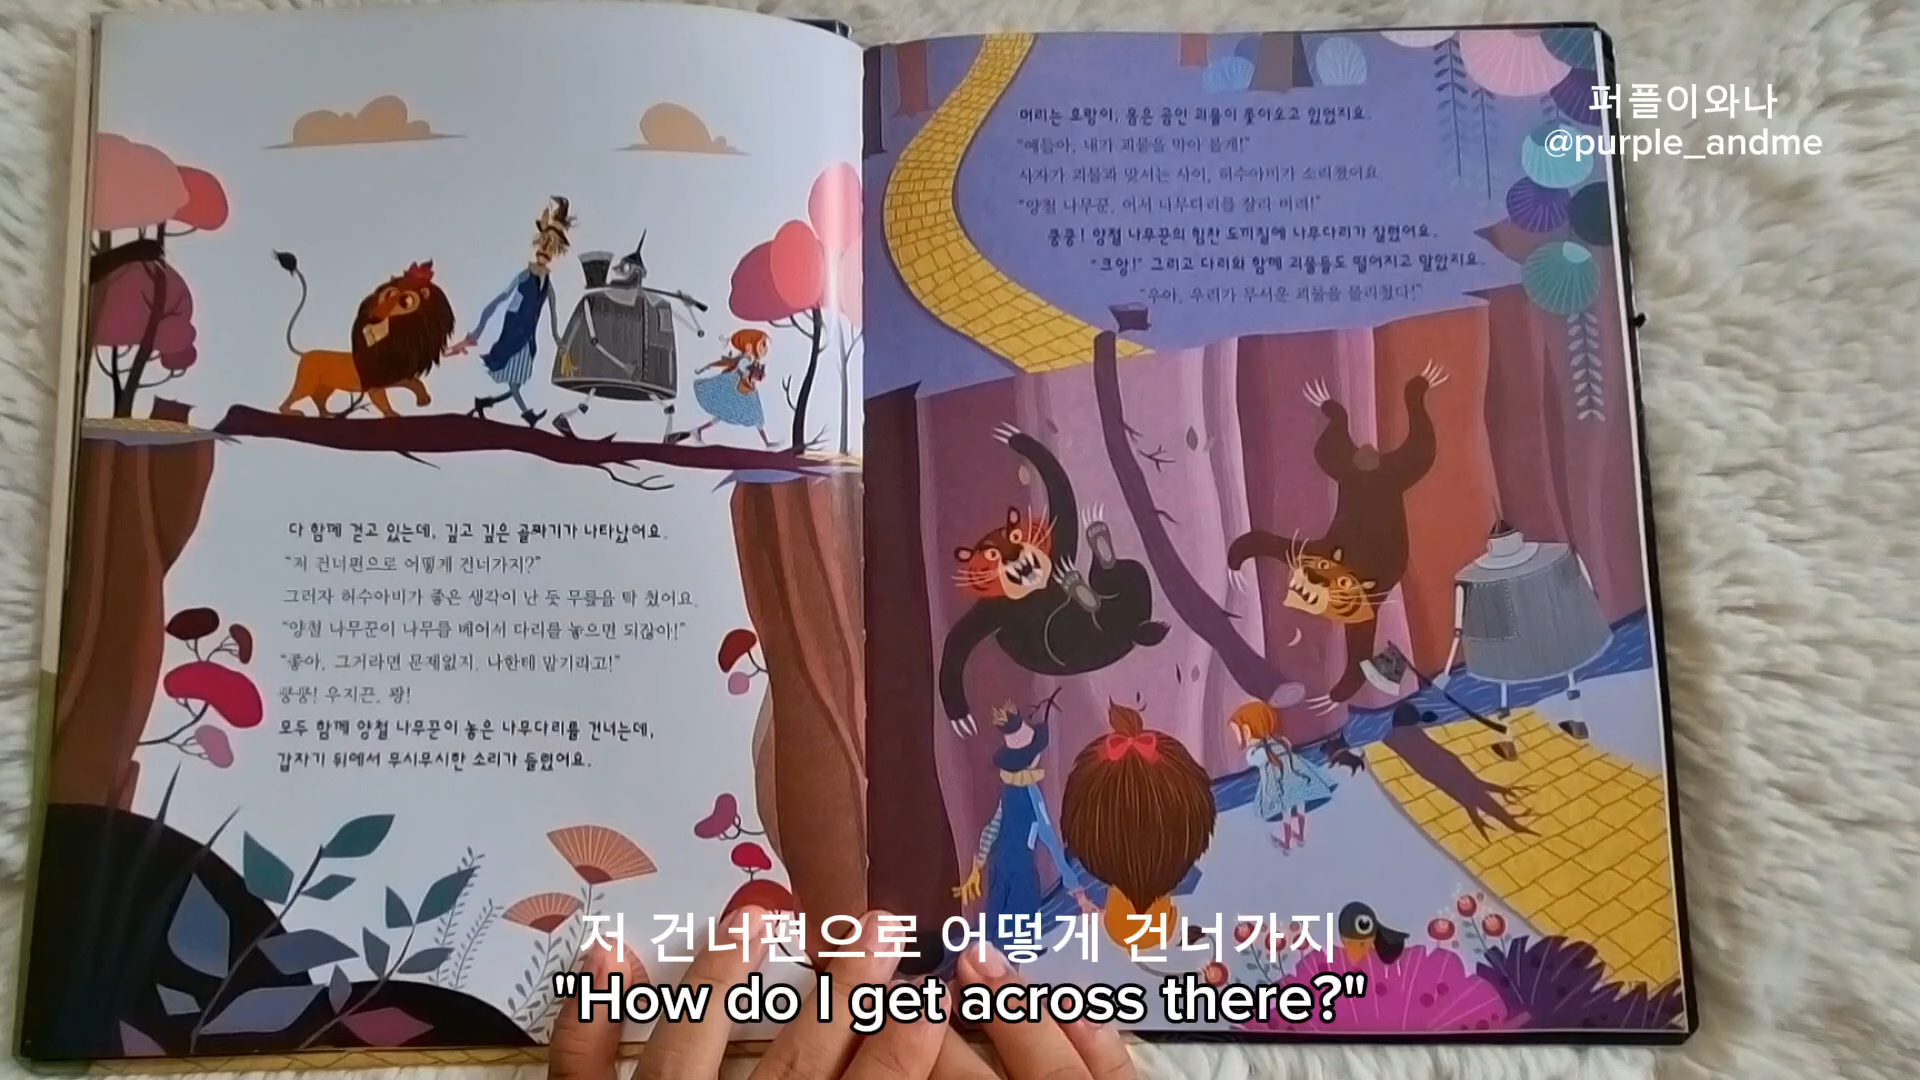 다 함께 걷고 있는데, 깊고 깊은 골짜기가 나타났어요.
“저 건너편으로 어떻게 건너가지?”
그러자 허수아비가 좋은 생각이 난 듯 무릎을 탁 쳤어요.
“양철 나무꾼이 나무를 베어서 다리를 놓으면 되잖아!”
“좋아, 그거라면 문제없지. 나한테 맡기라고!”
쿵쿵! 우지끈, 쾅!
모두 함께 양철 나무꾼이 놓은 나무다리를 건너는데,
갑자기 뒤에서 무시무시한 소리가 들렸어요.
머리는 호랑이, 몸은 곰인 괴물이 쫓아오고 있었지요.
“얘들아, 내가 괴물을 막아 볼게!”
사자가 괴물과 맞서는 사이, 허수아비가 소리쳤어요.
“양철 나무꾼, 어서 나무다리를 잘라 버려!”
쿵쿵! 양철 나무꾼의 힘찬 도끼질에 나무다리가 잘렸어요.
“크앙!” 그리고 다리와 함께 괴물들도 떨어지고 말았지요.
“우아, 우리가 무서운 괴물을 물리쳤다!”
퍼플이와나
@purple_andme
저 건너편으로 어떻게 건너가지
"How do I get across there?"